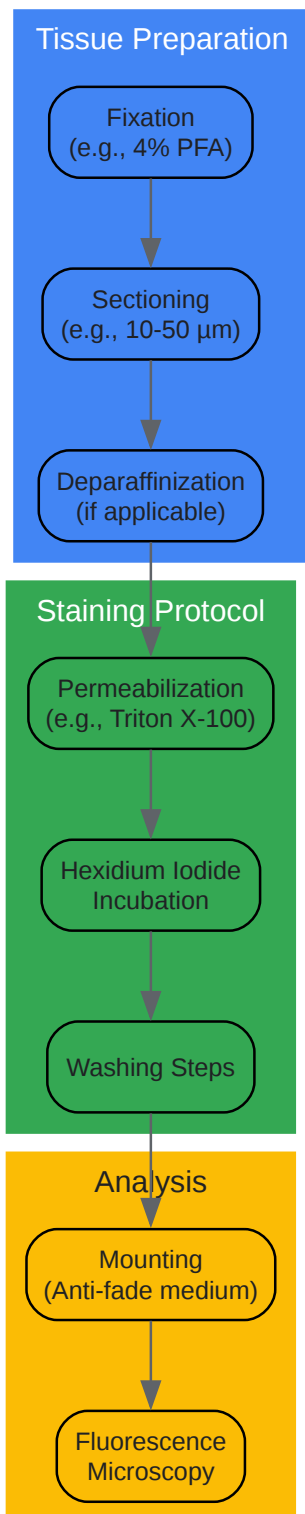 Tissue Preparation
Fixation
(e.g., 4% PFA)
Sectioning
(e.g., 10-50 µm)
Deparaffinization
(if applicable)
Staining Protocol
Permeabilization
(e.g., Triton X-100)
Hexidium Iodide
Incubation
Washing Steps
Analysis
Mounting
(Anti-fade medium)
Fluorescence
Microscopy